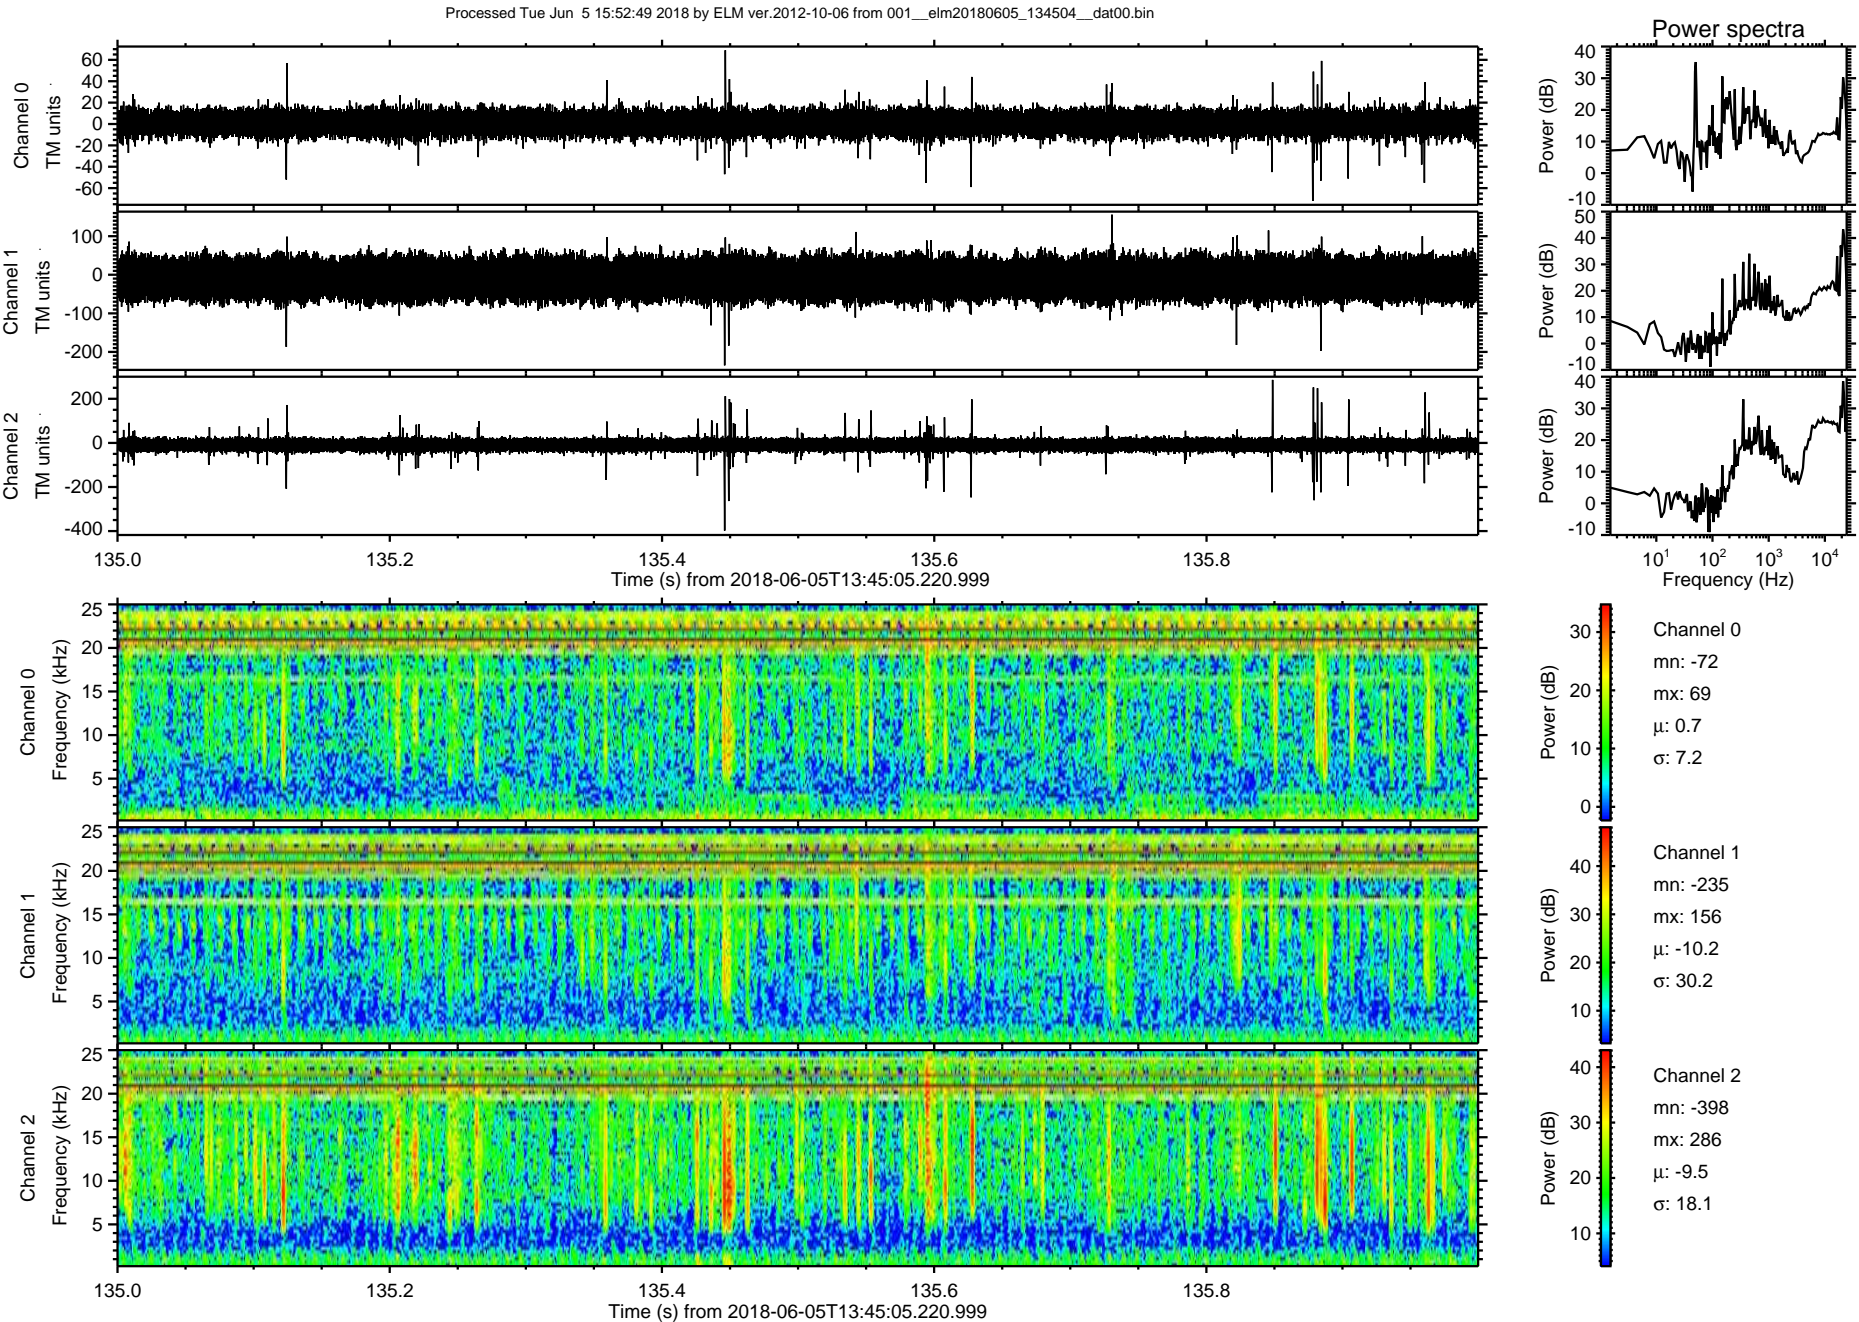 Processed Tue Jun  5 15:52:49 2018 by ELM ver.2012-10-06 from 001__elm20180605_134504__dat00.bin
Power spectra
Channel 0
TM units
60
40
20
0
-20
-40
-60
Power (dB)
40
30
20
10
0
-10
Channel 1
TM units
100
0
-100
-200
Power (dB)
50
40
30
20
10
0
-10
Channel 2
TM units
200
0
-200
-400
Power (dB)
40
30
20
10
0
-10
135.0 135.2 135.4 135.6 135.8
Time (s) from 2018-06-05T13:45:05.220.999
10^1 10^2 10^3 10^4
Frequency (Hz)
Channel 0
Frequency (kHz)
25
20
15
10
5
Power (dB)
30
20
10
0
Channel 0
mn: -72
mx: 69
μ: 0.7
σ: 7.2
Channel 1
Frequency (kHz)
25
20
15
10
5
Power (dB)
40
30
20
10
Channel 1
mn: -235
mx: 156
μ: -10.2
σ: 30.2
Channel 2
Frequency (kHz)
25
20
15
10
5
Power (dB)
40
30
20
10
Channel 2
mn: -398
mx: 286
μ: -9.5
σ: 18.1
135.0 135.2 135.4 135.6 135.8
Time (s) from 2018-06-05T13:45:05.220.999